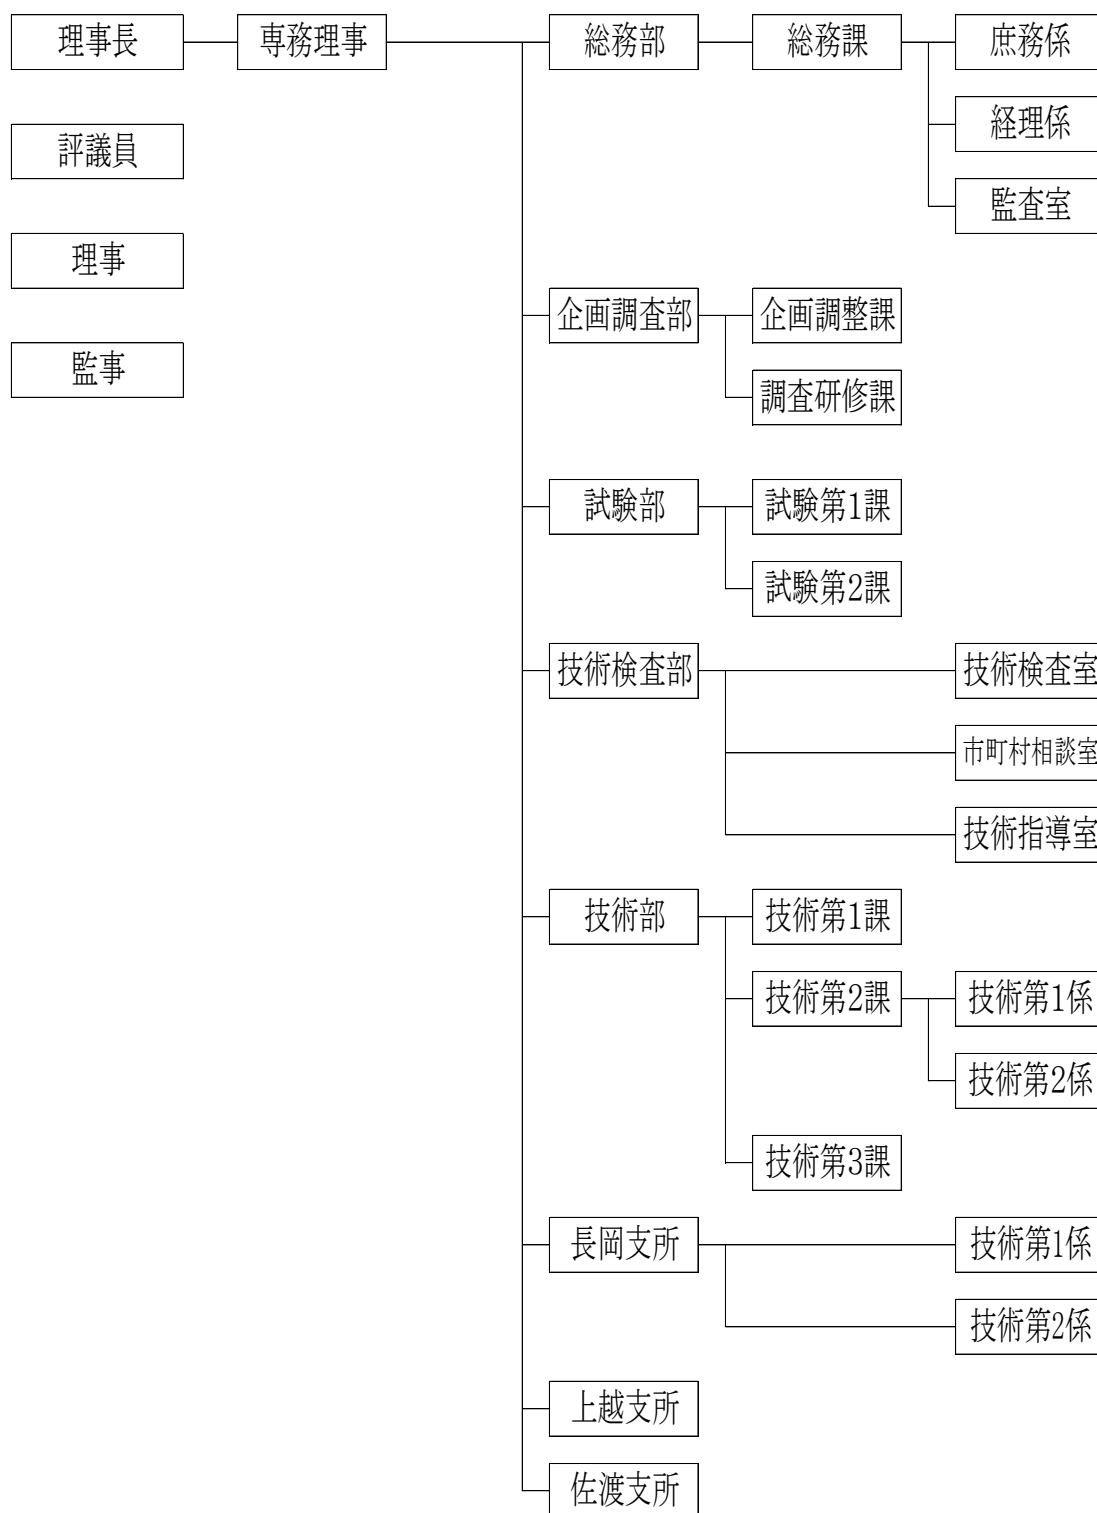 理事長 専務理事 総務部 総務課 庶務係
評議員 経理係
監査室
理事
企画調査部 企画調整課
監事
調査研修課
試験部 試験第1課
試験第2課
技術検査部 技術検査室
市町村相談室
技術指導室
技術部 技術第1課
技術第2課 技術第1係
技術第2係
技術第3課
長岡支所 技術第1係
技術第2係
上越支所
佐渡支所